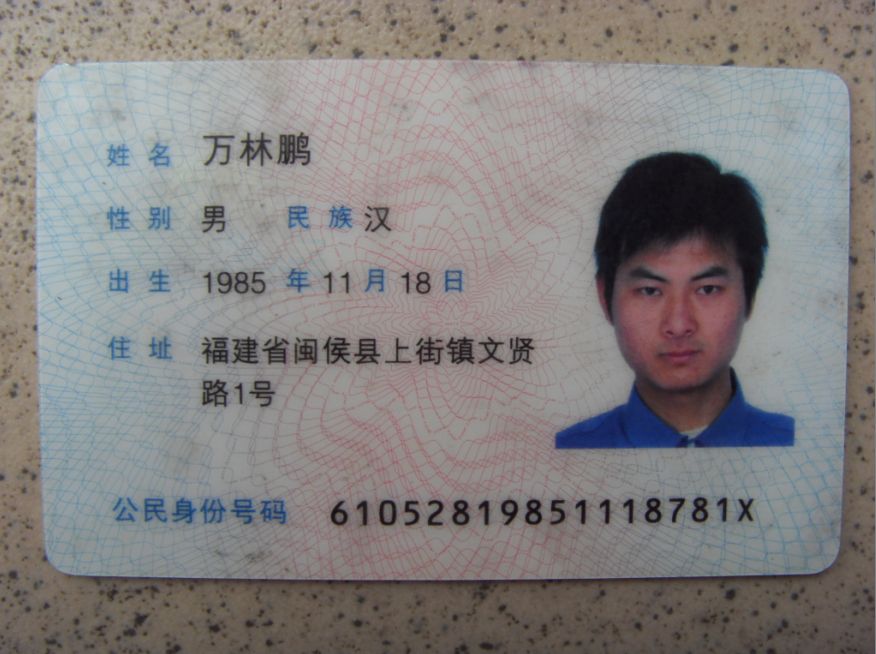 姓名 万林鹏
性别 男 民族 汉
出生 1985 年 11 月 18 日
住址 福建省闽侯县上街镇文贤
路1号
公民身份号码 61052819851118781X